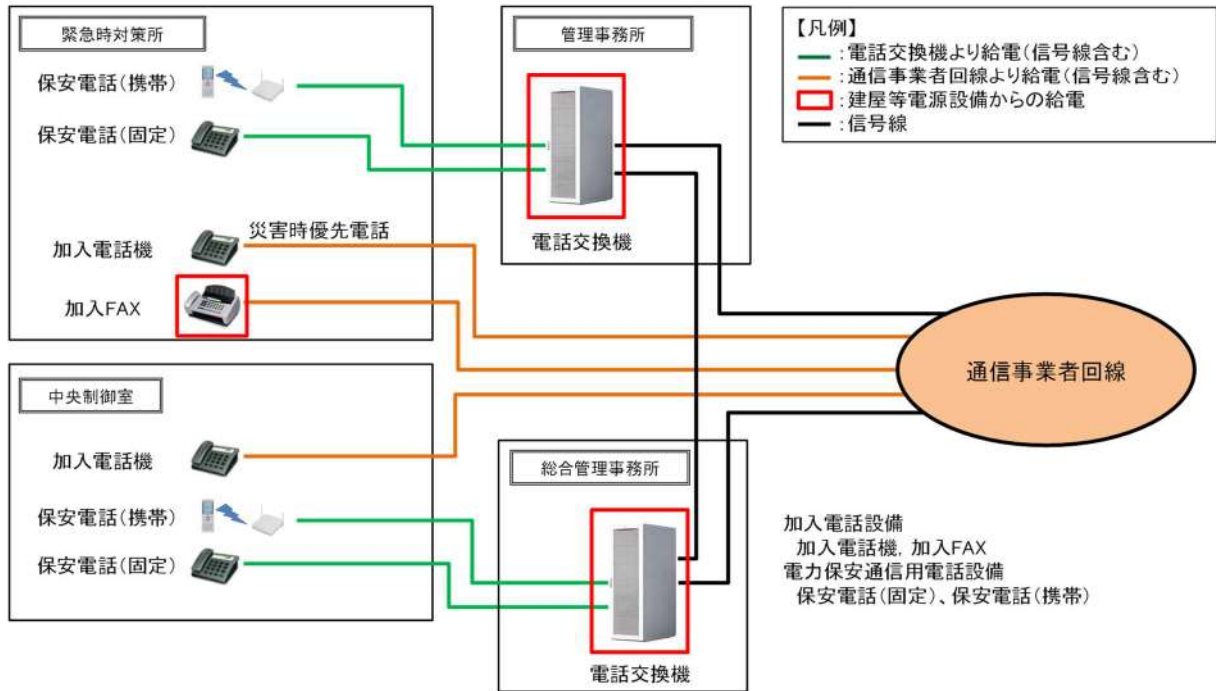 緊急時対策所
保安電話(携帯)
保安電話(固定)
加入電話機
災害時優先電話
加入FAX
管理事務所
電話交換機
【凡例】
:電話交換機より給電(信号線含む)
:通信事業者回線より給電(信号線含む)
:建屋等電源設備からの給電
:信号線
通信事業者回線
中央制御室
加入電話機
保安電話(携帯)
保安電話(固定)
総合管理事務所
電話交換機
加入電話設備
加入電話機, 加入FAX
電力保安通信用電話設備
保安電話(固定)、保安電話(携帯)